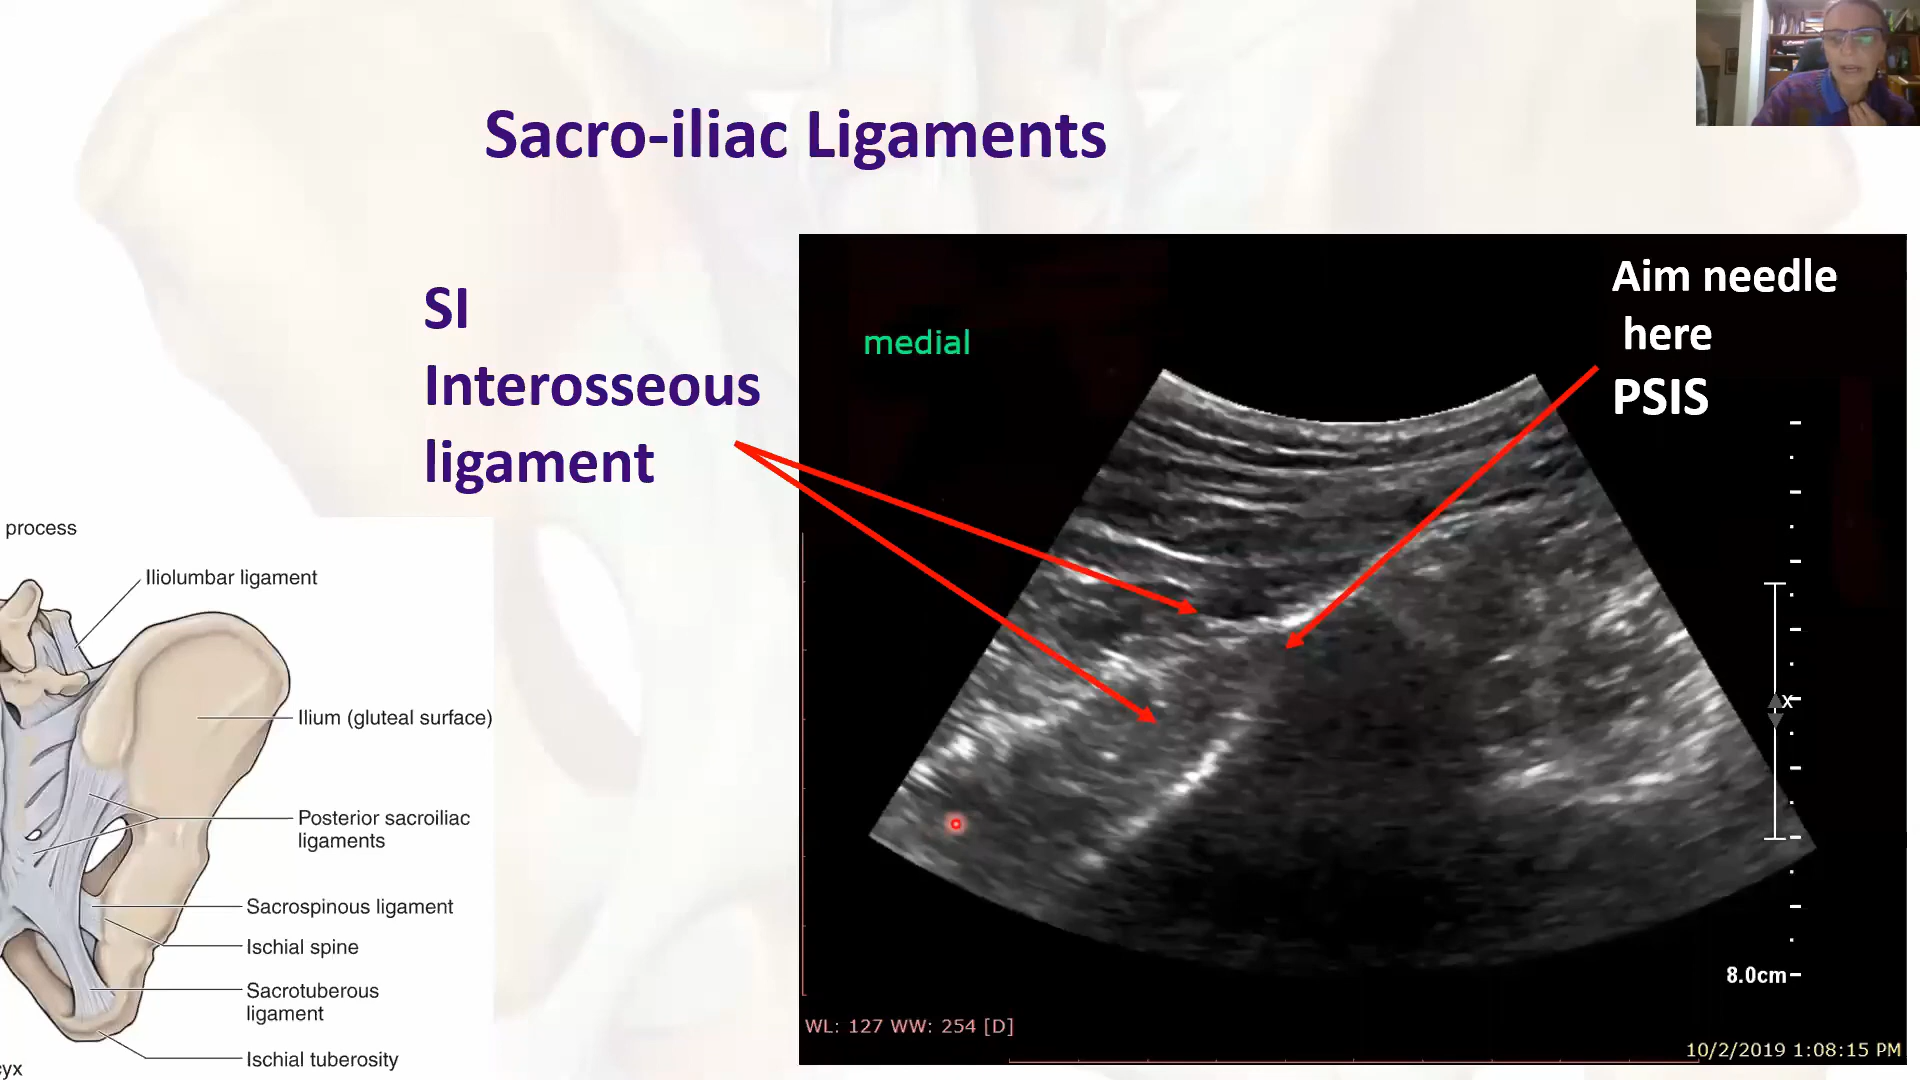 Sacro-iliac Ligaments
SI
Interosseous
ligament
medial
Aim needle
here
PSIS
process
Iliolumbar ligament
Ilium (gluteal surface)
Posterior sacroiliac
ligaments
Sacrospinous ligament
Ischial spine
Sacrotuberous
ligament
Ischial tuberosity
cyx
x
8.0cm
WL: 127 WW: 254 [D]
10/2/2019 1:08:15 PM